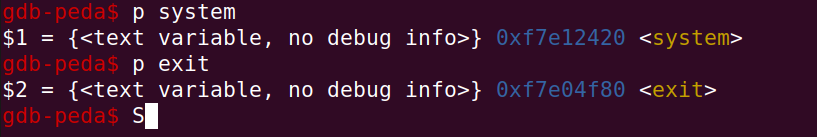 gdb-peda$ p system
$1 = {<text variable, no debug info>} 0xf7e12420 <system>
gdb-peda$ p exit
$2 = {<text variable, no debug info>} 0xf7e04f80 <exit>
gdb-peda$ S